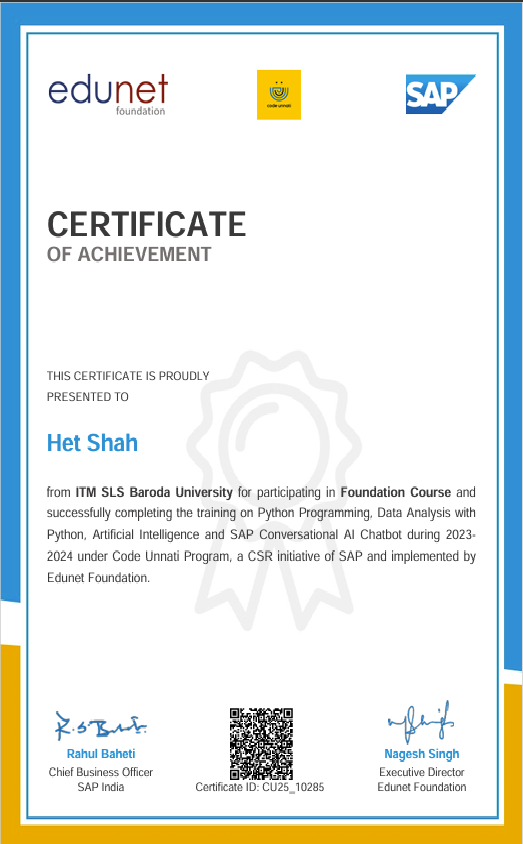 edunet
foundation
code unnati
SAP
CERTIFICATE
OF ACHIEVEMENT
THIS CERTIFICATE IS PROUDLY
PRESENTED TO
Het Shah
from ITM SLS Baroda University for participating in Foundation Course and
successfully completing the training on Python Programming, Data Analysis with
Python, Artificial Intelligence and SAP Conversational AI Chatbot during 2023-
2024 under Code Unnati Program, a CSR initiative of SAP and implemented by
Edunet Foundation.
R.S Baheti
Rahul Baheti
Chief Business Officer
SAP India
Certificate ID: CU25_10285
Nagesh Singh
Executive Director
Edunet Foundation